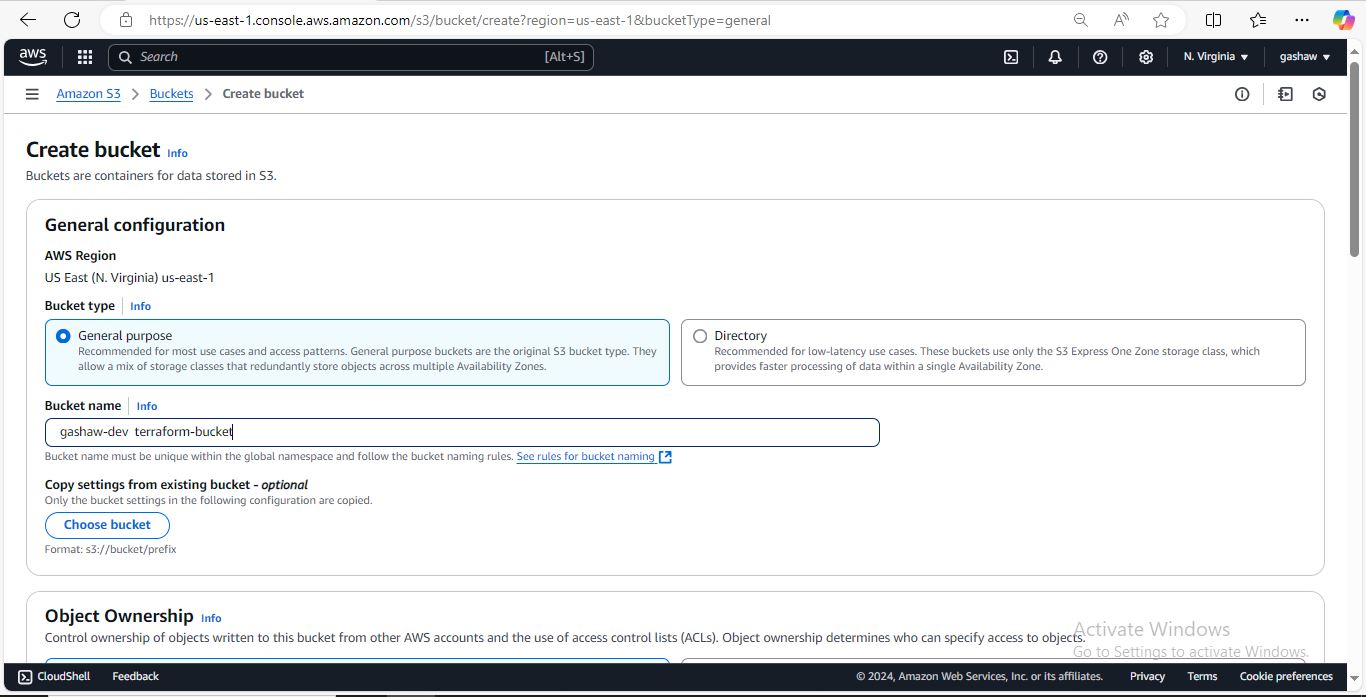 https://us-east-1.console.aws.amazon.com/s3/bucket/create?region=us-east-1&bucketType=general
aws
Search
[Alt+S]
N. Virginia
gashaw
Amazon S3 > Buckets > Create bucket
Create bucket Info
Buckets are containers for data stored in S3.
General configuration
AWS Region
US East (N. Virginia) us-east-1
Bucket type Info
General purpose
Recommended for most use cases and access patterns. General purpose buckets are the original S3 bucket type. They
allow a mix of storage classes that redundantly store objects across multiple Availability Zones.
Directory
Recommended for low-latency use cases. These buckets use only the S3 Express One Zone storage class, which
provides faster processing of data within a single Availability Zone.
Bucket name Info
gashaw-dev terraform-bucket
Bucket name must be unique within the global namespace and follow the bucket naming rules. See rules for bucket naming
Copy settings from existing bucket - optional
Only the bucket settings in the following configuration are copied.
Choose bucket
Format: s3://bucket/prefix
Object Ownership Info
Control ownership of objects written to this bucket from other AWS accounts and the use of access control lists (ACLs). Object ownership determines who can specify access to objects.
Activate Windows
Go to Settings to activate Windows.
CloudShell
Feedback
© 2024, Amazon Web Services, Inc. or its affiliates.
Privacy
Terms
Cookie preferences